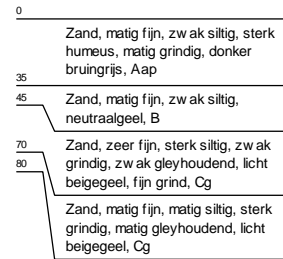 0
Zand, matig fijn, zwak siltig, sterk
humeus, matig grindig, donker
bruingrijs, Aap
35
45
Zand, matig fijn, zwak siltig,
neutraalgeel, B
70
Zand, zeer fijn, sterk siltig, zwak
80
grindig, zwak gleyhoudend, licht
beigegeel, fijn grind, Cg
Zand, matig fijn, matig siltig, sterk
grindig, matig gleyhoudend, licht
beigegeel, Cg